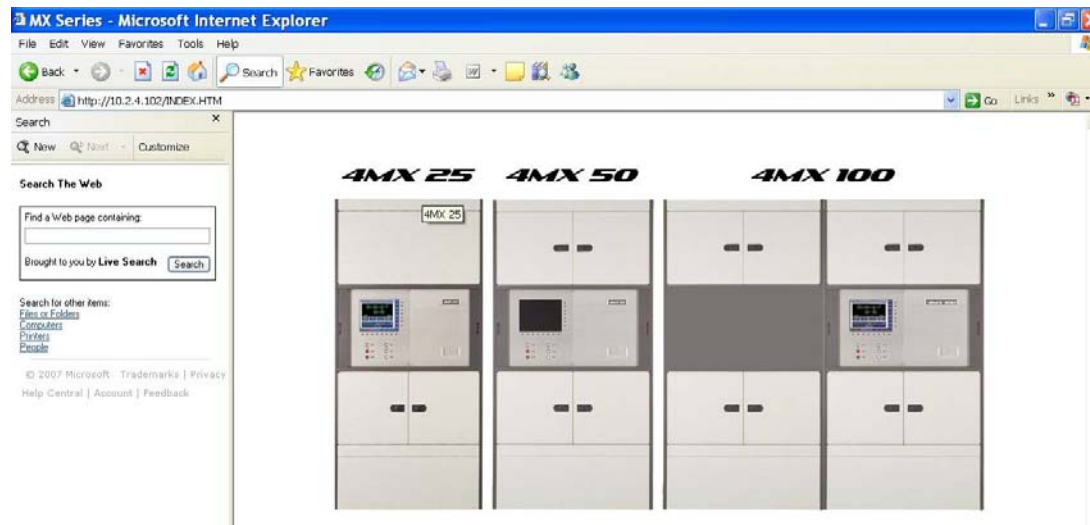 MX Series - Microsoft Internet Explorer
File Edit View Favorites Tools Help
Back Search Favorites
Address http://10.2.4.102/INDEX.HTM Go Links »
Search ×
New Next Customize
Search The Web
Find a Web page containing:
Brought to you by Live Search Search
Search for other items:
Files or Folders
Computers
Printers
People
© 2007 Microsoft Trademarks | Privacy
Help Central | Account | Feedback
4MX 25 4MX 50 4MX 100
4MX 25